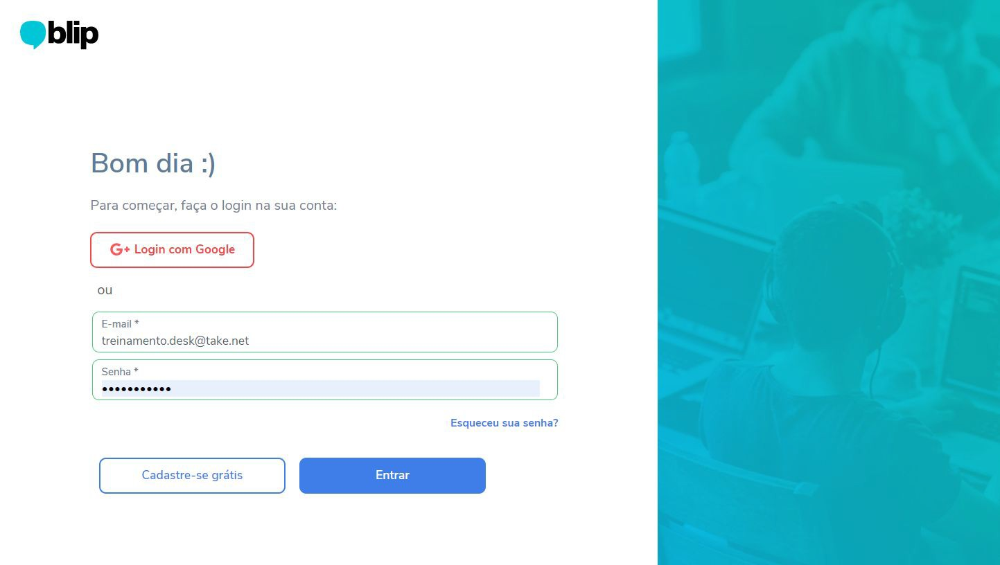 blip
Bom dia :)
Para começar, faça o login na sua conta:
G+ Login com Google
ou
E-mail *
treinamento.desk@take.net
Senha *
•••••••••••
Esqueceu sua senha?
Cadastre-se grátis
Entrar